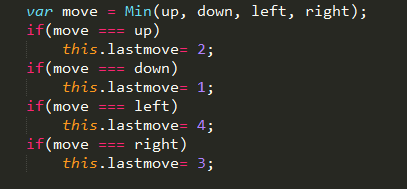 var move = Min(up, down, left, right);
if(move === up)
this.lastmove= 2;
if(move === down)
this.lastmove= 1;
if(move === left)
this.lastmove= 4;
if(move === right)
this.lastmove= 3;